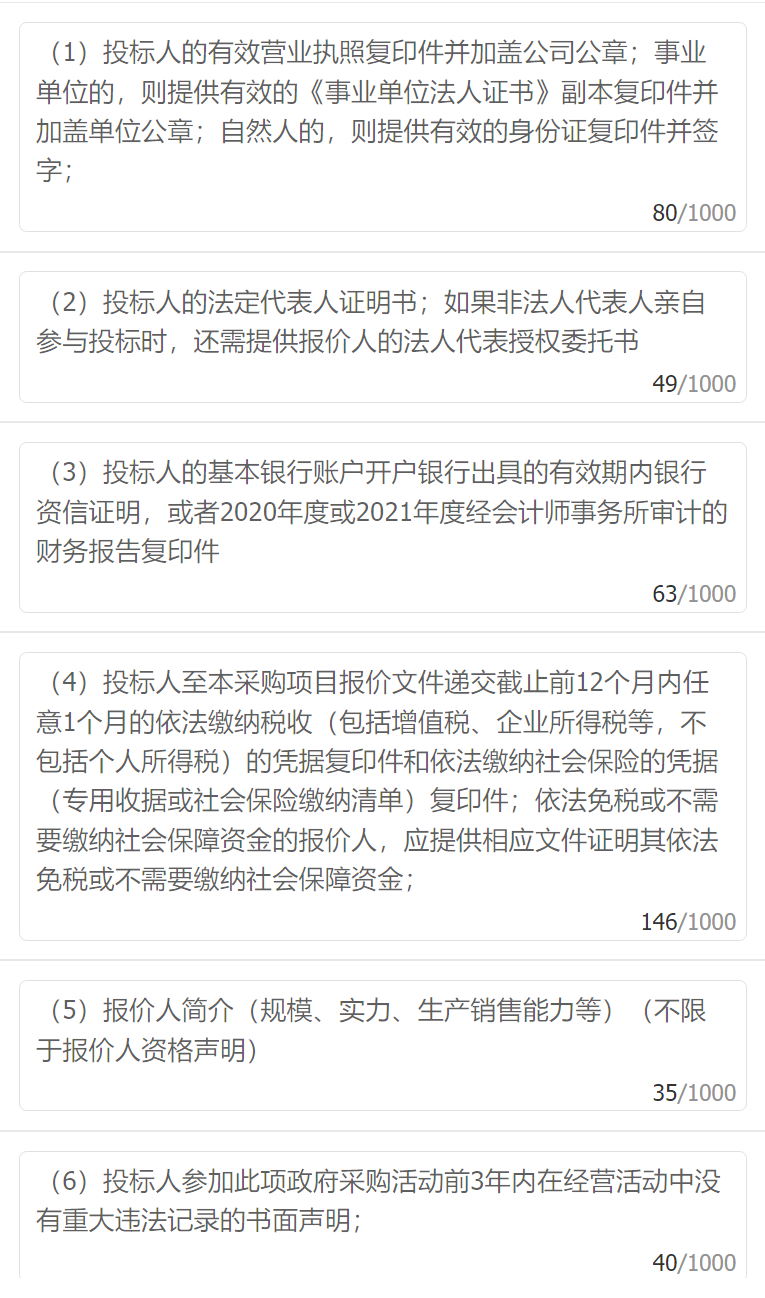 （1）投标人的有效营业执照复印件并加盖公司公章；事业
单位的，则提供有效的《事业单位法人证书》副本复印件并
加盖单位公章；自然人的，则提供有效的身份证复印件并签
字；
80/1000
（2）投标人的法定代表人证明书；如果非法人代表人亲自
参与投标时，还需提供报价人的法人代表授权委托书
49/1000
（3）投标人的基本银行账户开户银行出具的有效期内银行
资信证明，或者2020年度或2021年度经会计师事务所审计的
财务报告复印件
63/1000
（4）投标人至本采购项目报价文件递交截止前12个月内任
意1个月的依法缴纳税收（包括增值税、企业所得税等，不
包括个人所得税）的凭据复印件和依法缴纳社会保险的凭据
（专用收据或社会保险缴纳清单）复印件；依法免税或不需
要缴纳社会保障资金的报价人，应提供相应文件证明其依法
免税或不需要缴纳社会保障资金；
146/1000
（5）报价人简介（规模、实力、生产销售能力等）（不限
于报价人资格声明）
35/1000
（6）投标人参加此项政府采购活动前3年内在经营活动中没
有重大违法记录的书面声明；
40/1000